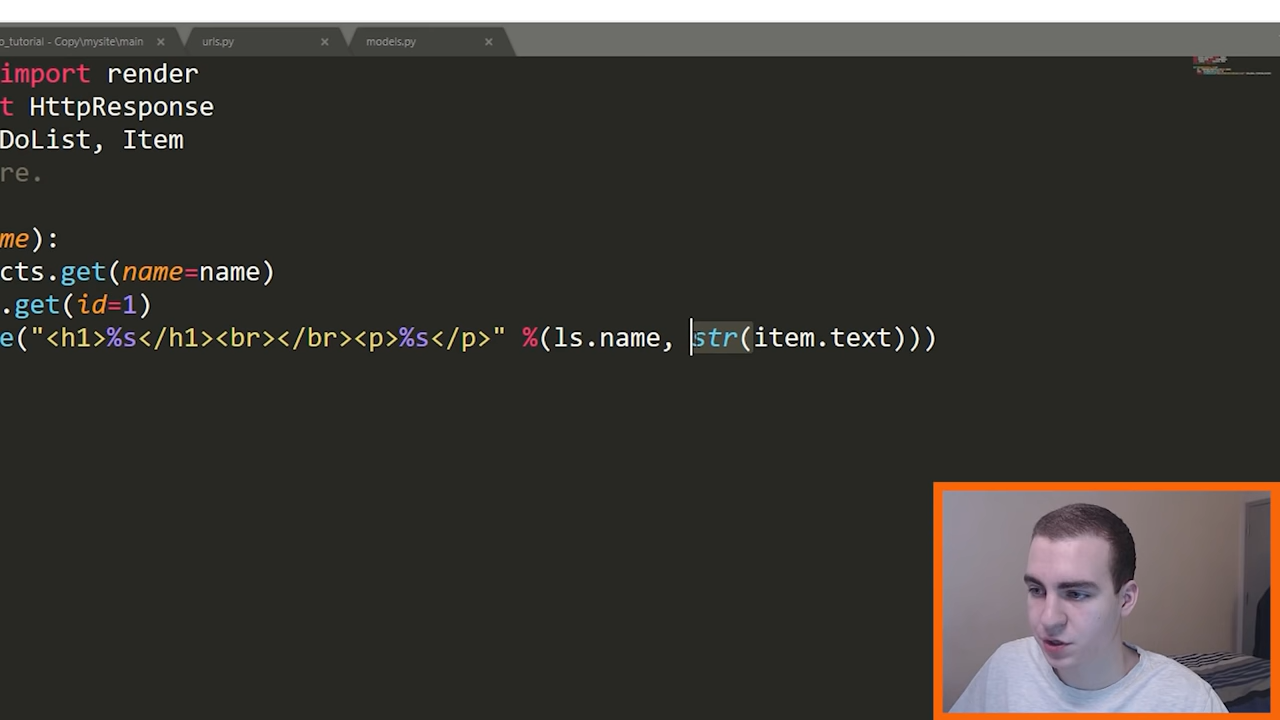 o_tutorial - Copy\mysite\main × urls.py × models.py ×
import render
t HttpResponse
DoList, Item
re.
me):
cts.get(name=name)
.get(id=1)
e("<h1>%s</h1><br></br><p>%s</p>" %(ls.name, str(item.text)))